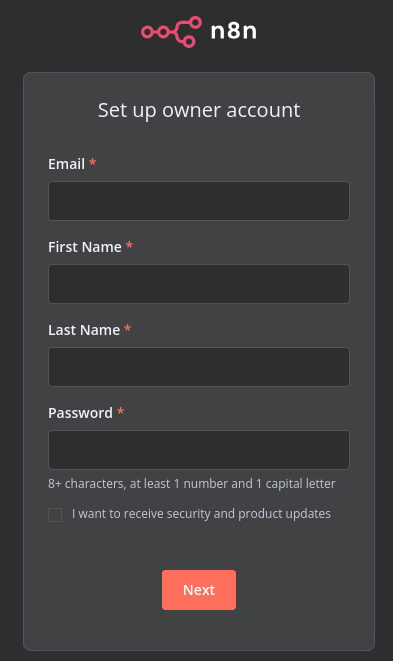 n8n
Set up owner account
Email *
First Name *
Last Name *
Password *
8+ characters, at least 1 number and 1 capital letter
I want to receive security and product updates
Next